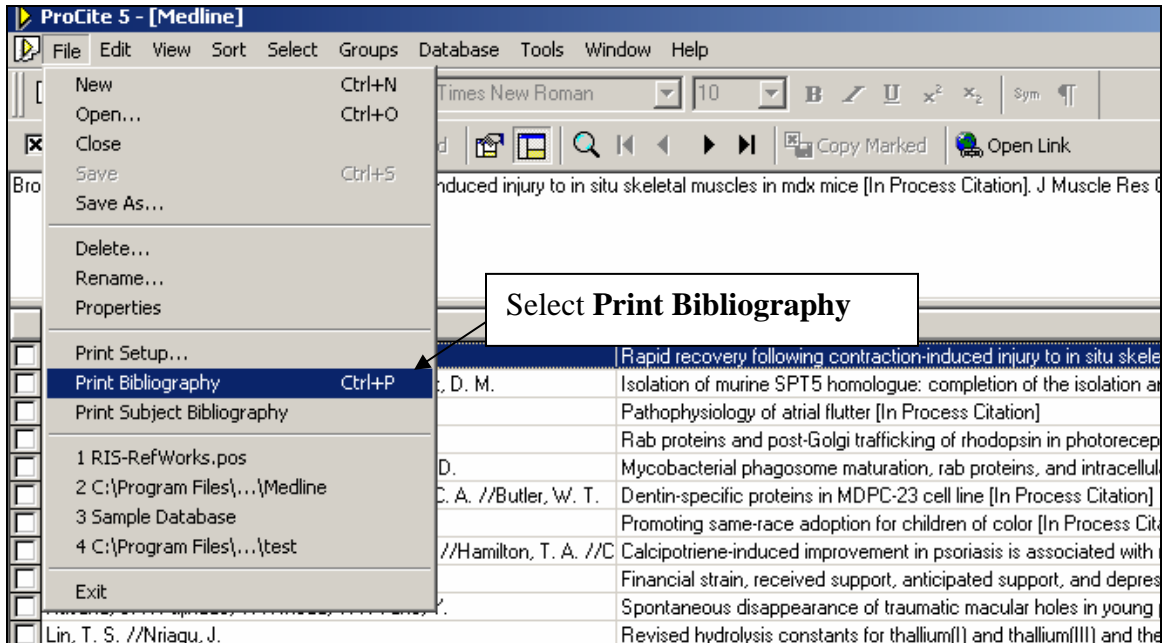 ProCite 5 - [Medline]
File Edit View Sort Select Groups Database Tools Window Help
New Ctrl+N
Open... Ctrl+O
Close
Save Ctrl+S
Save As...
Delete...
Rename...
Properties
Print Setup...
Print Bibliography Ctrl+P
Print Subject Bibliography
1 RIS-RefWorks.pos
2 C:\Program Files\...\Medline
3 Sample Database
4 C:\Program Files\...\test
Exit
Times New Roman 10 B I U x² x₂ Sym ¶
Copy Marked Open Link
Bro
nduced injury to in situ skeletal muscles in mdx mice [In Process Citation]. J Muscle Res
Select Print Bibliography
Rapid recovery following contraction-induced injury to in situ skele
, D. M. Isolation of murine SPT5 homologue: completion of the isolation a
Pathophysiology of atrial flutter [In Process Citation]
Rab proteins and post-Golgi trafficking of rhodopsin in photorecep
D. Mycobacterial phagosome maturation, rab proteins, and intracellul
C. A. //Butler, W. T. Dentin-specific proteins in MDPC-23 cell line [In Process Citation]
Promoting same-race adoption for children of color [In Process Cita
//Hamilton, T. A. //C Calcipotriene-induced improvement in psoriasis is associated with
Financial strain, received support, anticipated support, and depres
Y. Spontaneous disappearance of traumatic macular holes in young
Lin, T. S. //Nriagu, J. Revised hydrolysis constants for thallium(I) and thallium(III) and tha